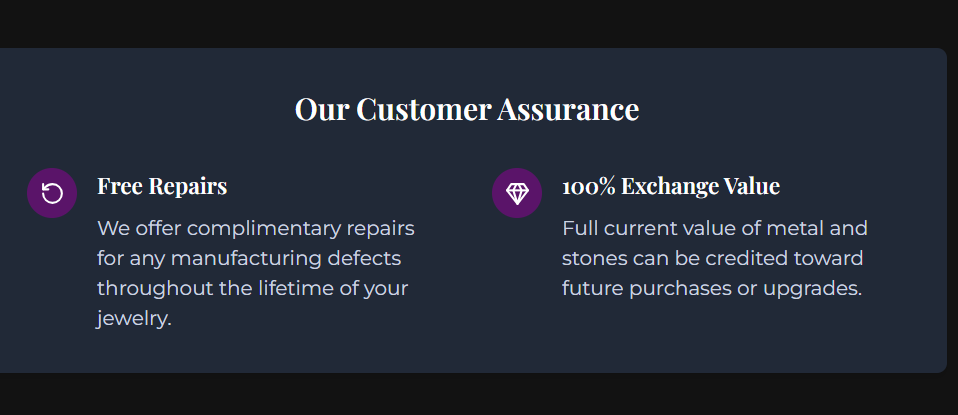 Our Customer Assurance
Free Repairs
We offer complimentary repairs
for any manufacturing defects
throughout the lifetime of your
jewelry.
100% Exchange Value
Full current value of metal and
stones can be credited toward
future purchases or upgrades.